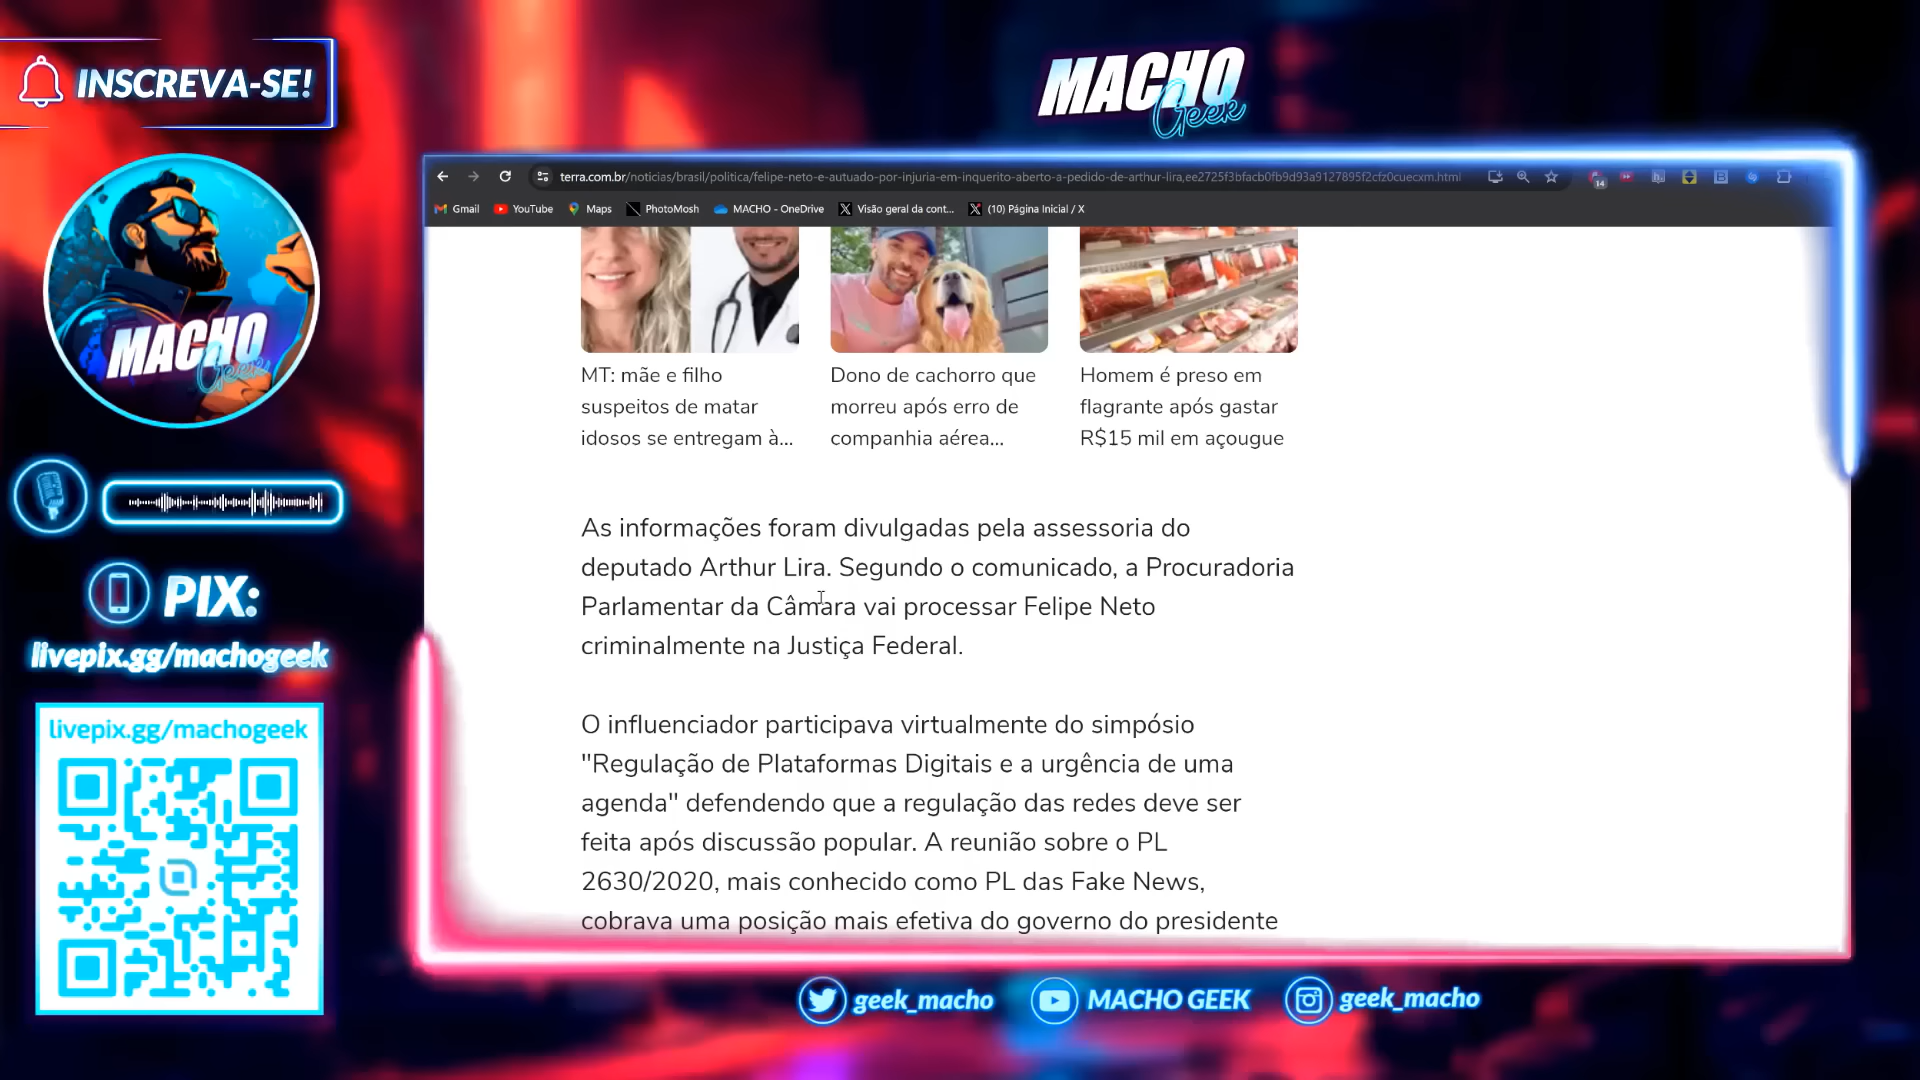 INSCREVA-SE!
MACHO
Geek
terra.com.br/noticias/brasil/politica/felipe-neto-e-autuado-por-injuria-em-inquerito-aberto-a-pedido-de-arthur-lira,ee2725f3bfacb0fb9d93a9127895f2cfz0cuecxm.html
14
Gmail
YouTube
Maps
PhotoMosh
MACHO - OneDrive
Visão geral da cont...
(10) Página Inicial / X
MACHO
Geek
MT: mãe e filho
suspeitos de matar
idosos se entregam à...
Dono de cachorro que
morreu após erro de
companhia aérea...
Homem é preso em
flagrante após gastar
R$15 mil em açougue
As informações foram divulgadas pela assessoria do
deputado Arthur Lira. Segundo o comunicado, a Procuradoria
Parlamentar da Câmara vai processar Felipe Neto
criminalmente na Justiça Federal.
O influenciador participava virtualmente do simpósio
"Regulação de Plataformas Digitais e a urgência de uma
agenda" defendendo que a regulação das redes deve ser
feita após discussão popular. A reunião sobre o PL
2630/2020, mais conhecido como PL das Fake News,
cobrava uma posição mais efetiva do governo do presidente
PIX:
livepix.gg/machogeek
livepix.gg/machogeek
geek_macho
MACHO GEEK
geek_macho